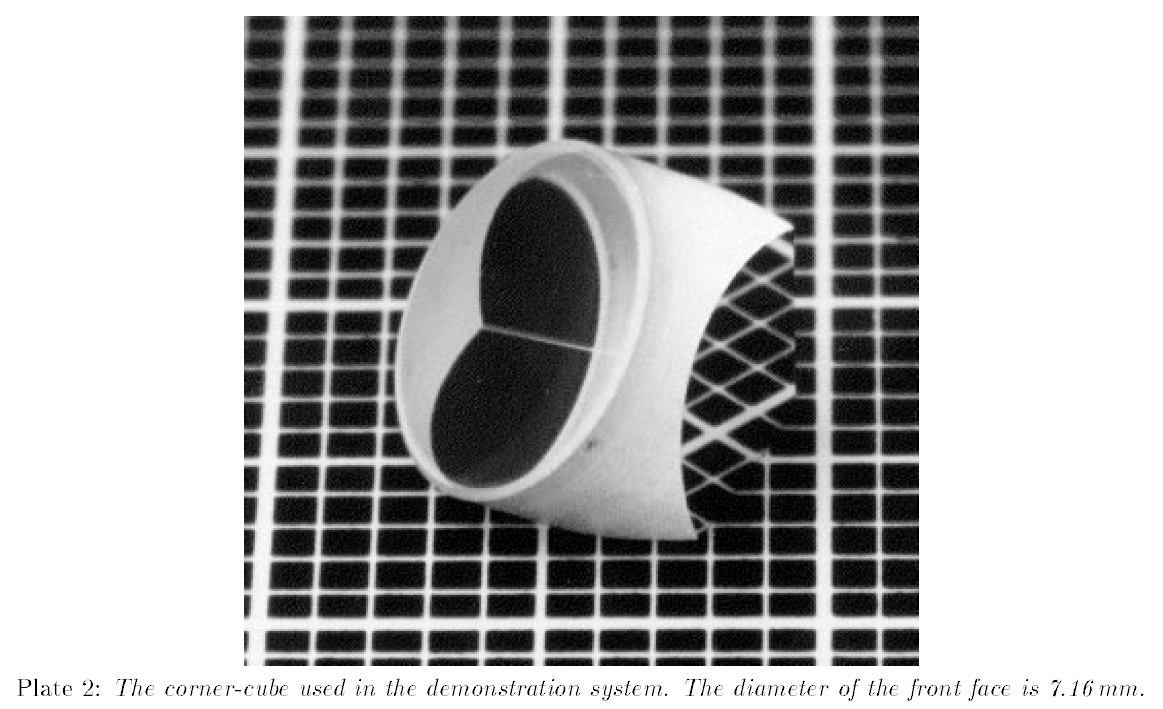 Plate 2: The corner-cube used in the demonstration system. The diameter of the front face is 7.16 mm.